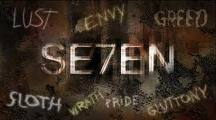 LUST ENVY GREED
SE7EN
SLOTH WRATH PRIDE GLUTTONY